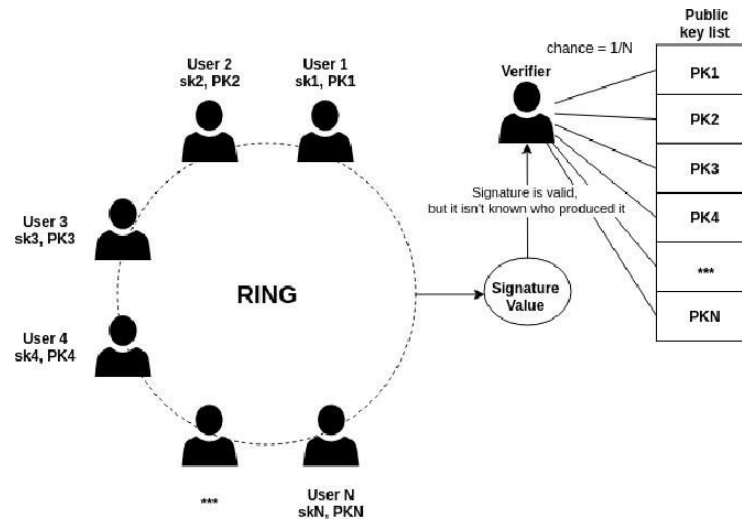 User 2
sk2, PK2
User 1
sk1, PK1
User 3
sk3, PK3
RING
User 4
sk4, PK4
***
User N
skN, PKN
Signature
Value
Signature is valid,
but it isn't known who produced it
Verifier
chance = 1/N
Public
key list
PK1
PK2
PK3
PK4
***
PKN